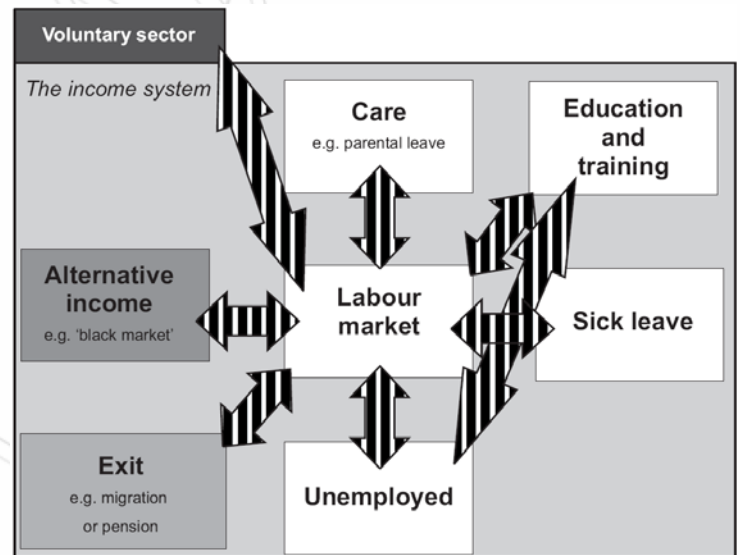 Voluntary sector
The income system
Care
e.g. parental leave
Education
and
training
Alternative
income
e.g. 'black market'
Labour
market
Sick leave
Exit
e.g. migration
or pension
Unemployed